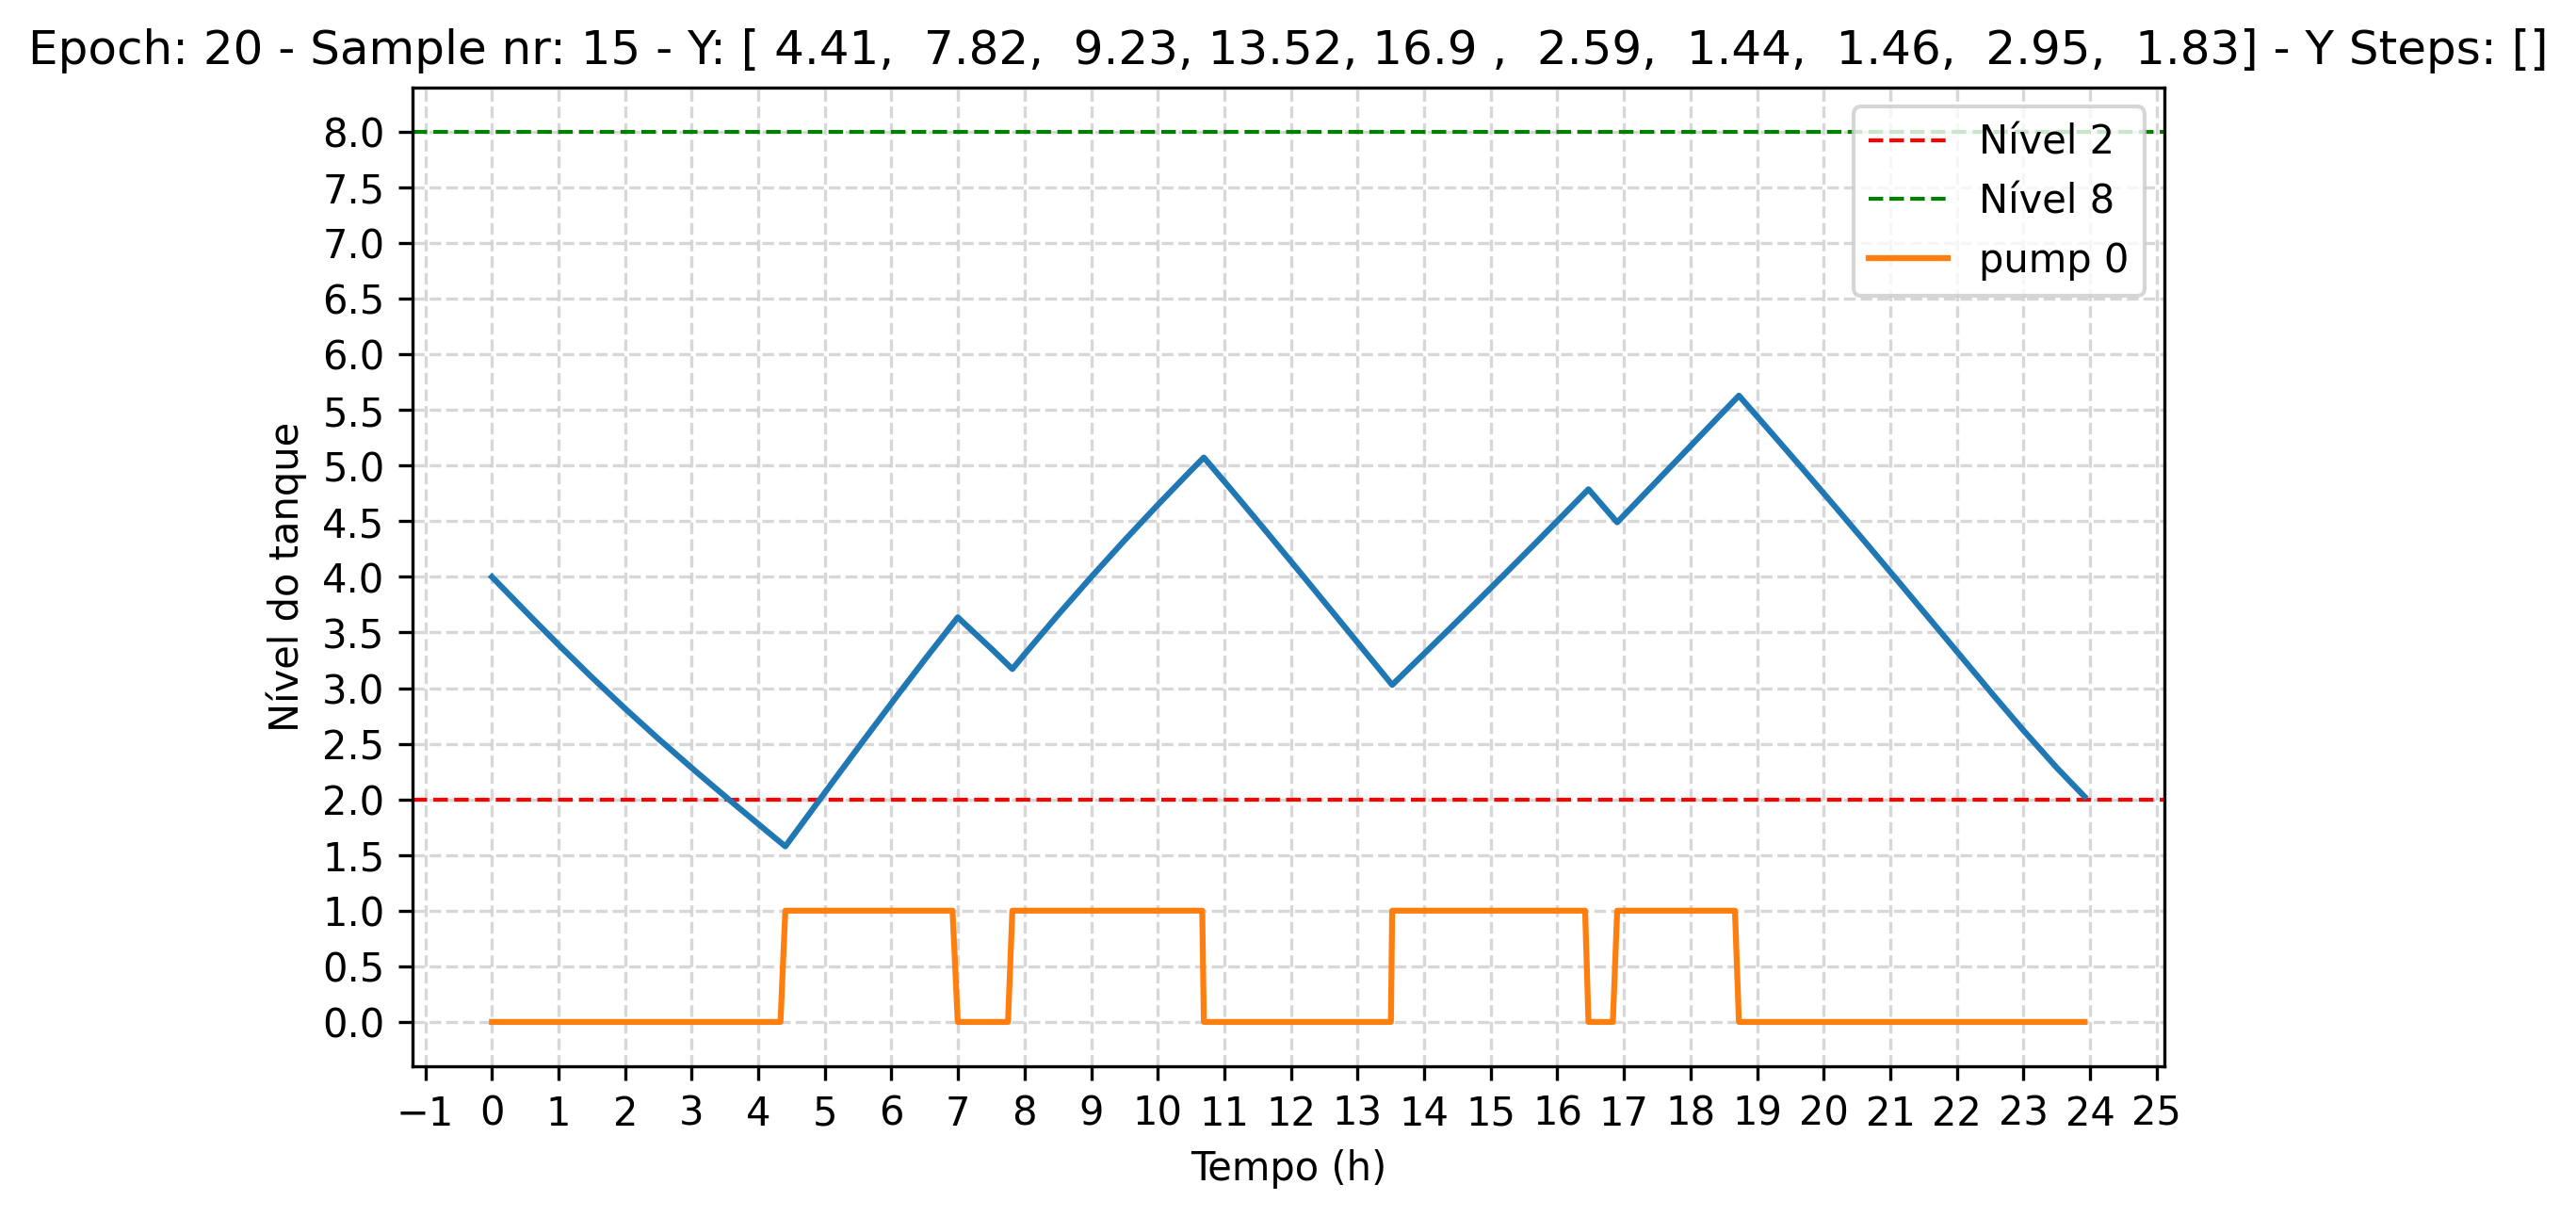 Epoch: 20 - Sample nr: 15 - Y: [ 4.41,  7.82,  9.23, 13.52, 16.9 ,  2.59,  1.44,  1.46,  2.95,  1.83] - Y Steps: []
Nível 2
Nível 8
pump 0
8.0
7.5
7.0
6.5
6.0
5.5
5.0
4.5
4.0
3.5
3.0
2.5
2.0
1.5
1.0
0.5
0.0
Nível do tanque
−1 0 1 2 3 4 5 6 7 8 9 10 11 12 13 14 15 16 17 18 19 20 21 22 23 24 25
Tempo (h)